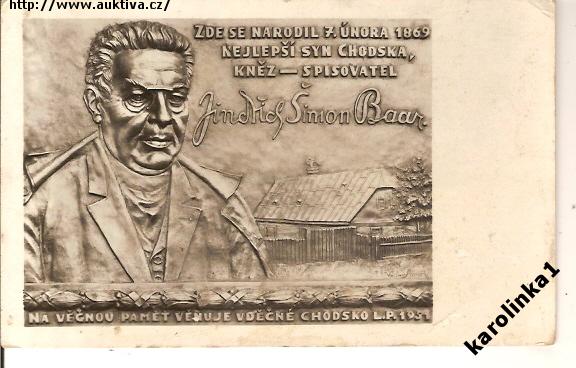 http://www.auktiva.cz/
ZDE SE NARODIL 7. ÚNORA 1869
NEJLEPŠÍ SYN CHODSKA,
KNĚZ — SPISOVATEL
Jindřich Šimon Baar
NA VĚČNOU PAMĚŤ VĚNUJE VDĚČNÉ CHODSKO L.P. 1931
karolinka1